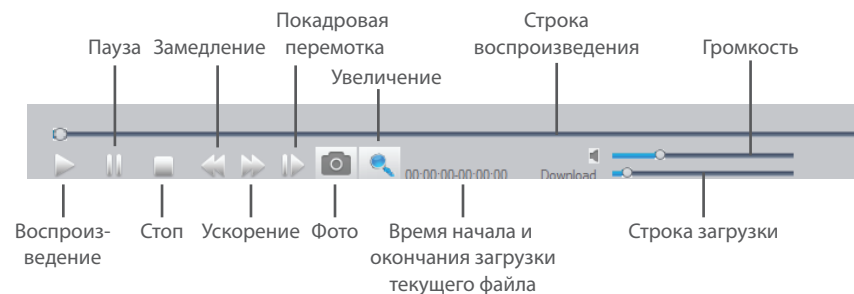 Покадровая
перемотка
Строка
воспроизведения
Пауза
Замедление
Громкость
Увеличение
00:00:00-00:00:00
Download
Воспроиз-
ведение
Стоп
Ускорение
Фото
Время начала и
окончания загрузки
текущего файла
Строка загрузки